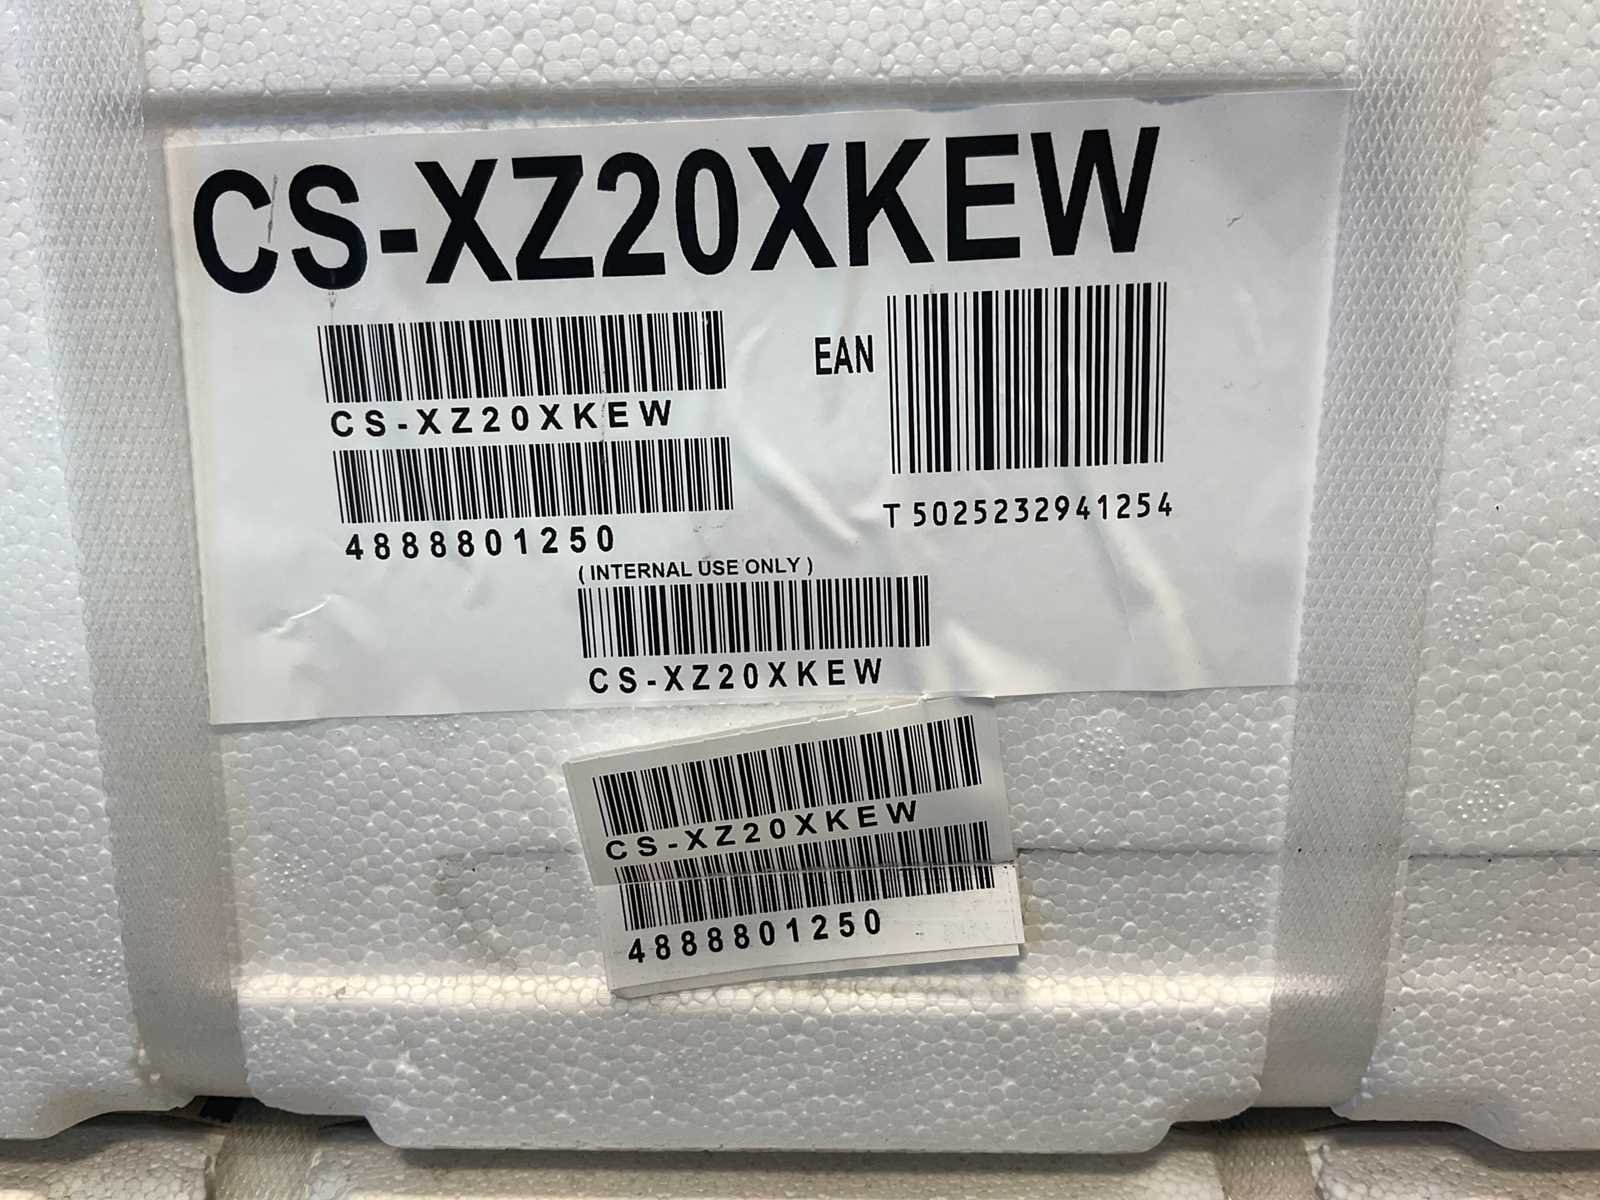 CS-XZ20XKEW
CS-XZ20XKEW
EAN
T 5025232941254
4888801250
( INTERNAL USE ONLY )
CS-XZ20XKEW
CS-XZ20XKEW
4888801250